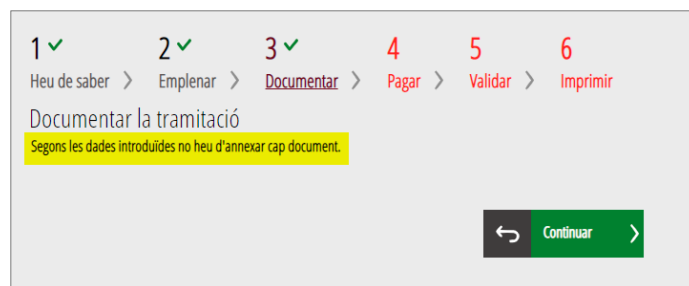 1 2 3 4 5 6
Heu de saber Emplenar Documentar Pagar Validar Imprimir
Documentar la tramitació
Segons les dades introduïdes no heu d'annexar cap document.
Continuar